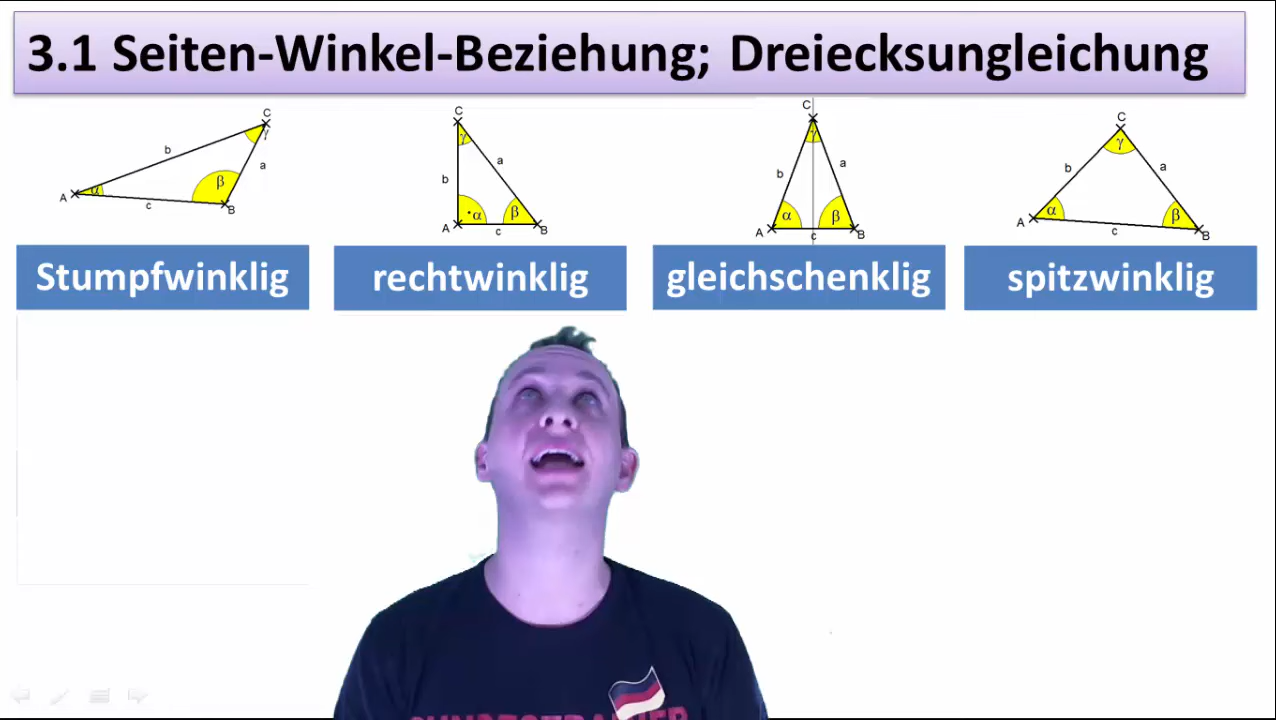 3.1 Seiten-Winkel-Beziehung; Dreiecksungleichung
C
γ
b
a
β
A
α
c
B
C
γ
a
b
α
β
A
c
B
C
γ
a
b
α
β
A
c
B
C
γ
b
a
α
β
A
c
B
Stumpfwinklig
rechtwinklig
gleichschenklig
spitzwinklig